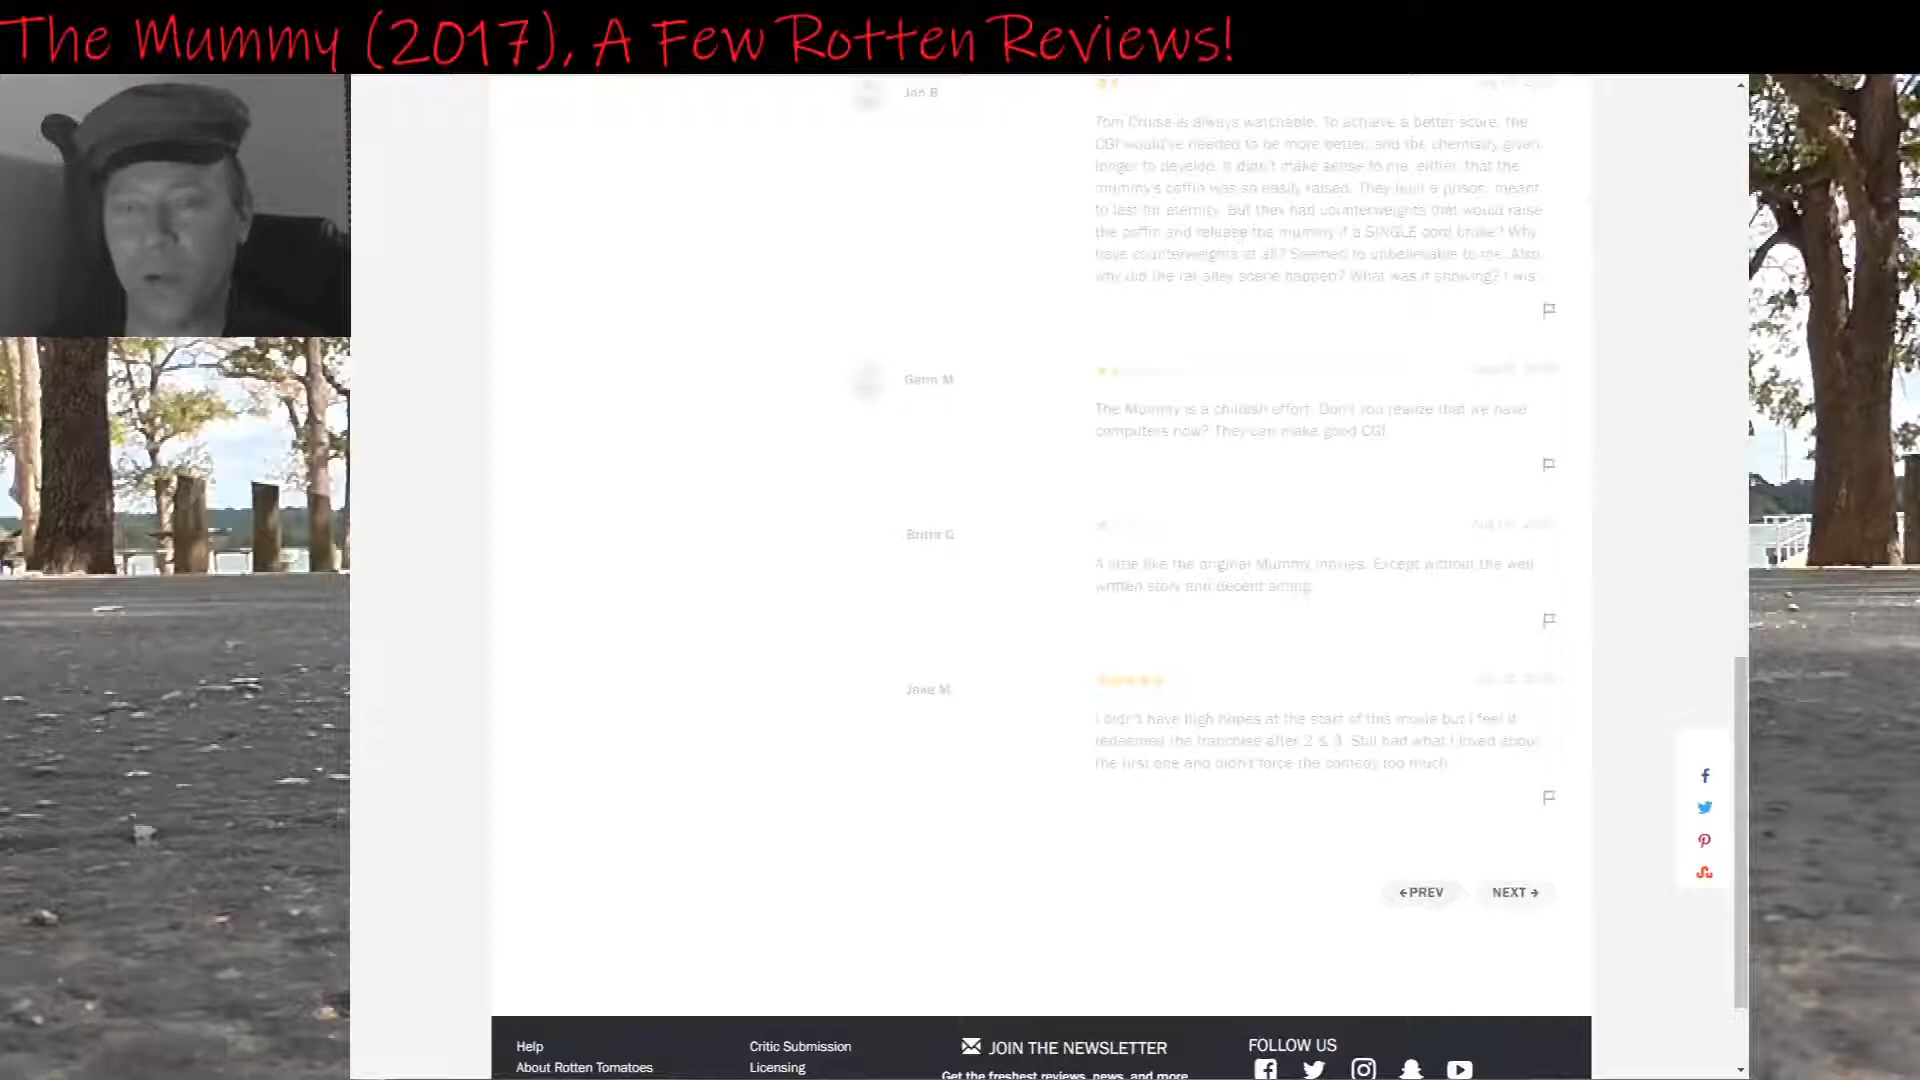 The Mummy (2017), A Few Rotten Reviews!
Jan B
Tom Cruise is always watchable. To achieve a better score, the
CGI would've needed to be more better, and the chemistry given
longer to develop. It didn't make sense to me, either, that the
mummy's coffin was so easily raised. They built a prison, meant
to last for eternity. But they had counterweights that would raise
the coffin and release the mummy if a SINGLE cord broke? Why
have counterweights at all? Seemed to unbelievable to me. Also,
why did the rat alley scene happen? What was it showing? I wis
M
The Mummy is a childish effort. Don't you realize that we have
computers now? They can make good CGI.
G
A little like the original Mummy movies. Except without the well
written story and decent acting.
M
I didn't have high hopes at the start of this movie but I feel it
redeemed the franchise after 2 & 3. Still had what I loved about
the first one and didn't force the comedy too much.
PREV
NEXT
Help
Critic Submission
JOIN THE NEWSLETTER
FOLLOW US
About Rotten Tomatoes
Licensing
Get the freshest reviews, news, and more